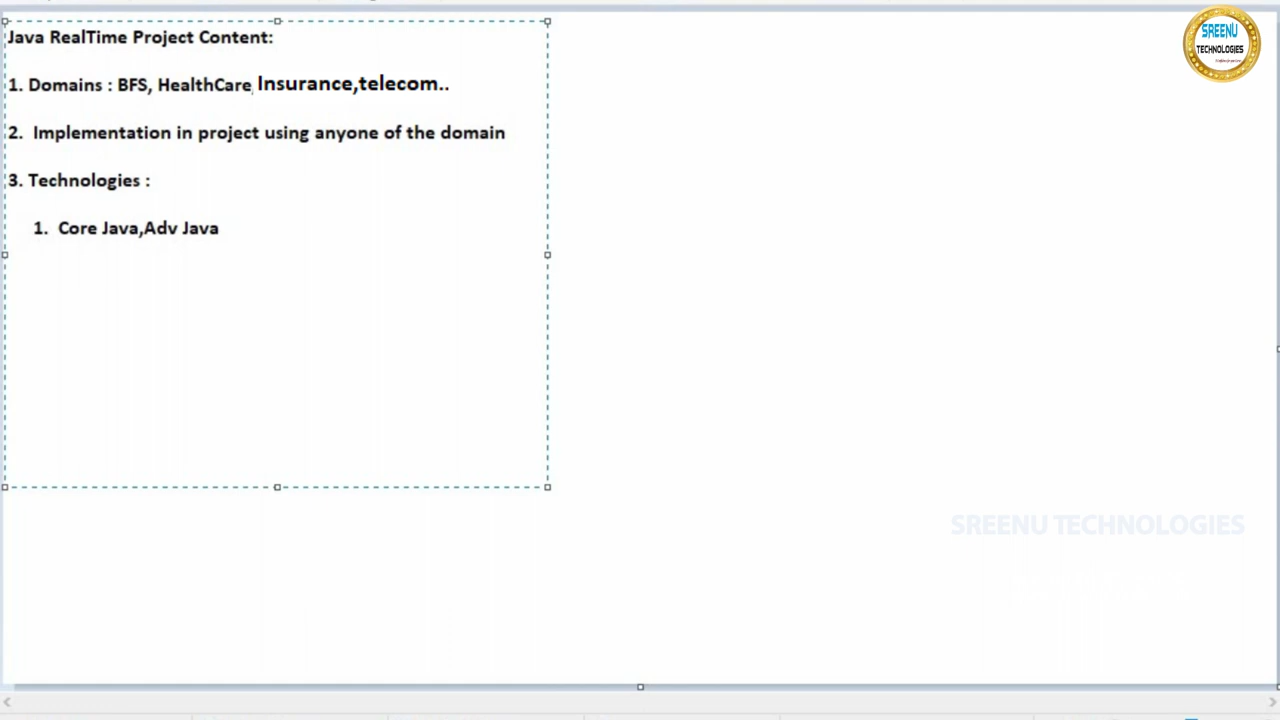 Java RealTime Project Content:
SREENU
TECHNOLOGIES
1. Domains : BFS, HealthCare, Insurance,telecom..
2. Implementation in project using anyone of the domain
3. Technologies :
1. Core Java,Adv Java
SREENU TECHNOLOGIES